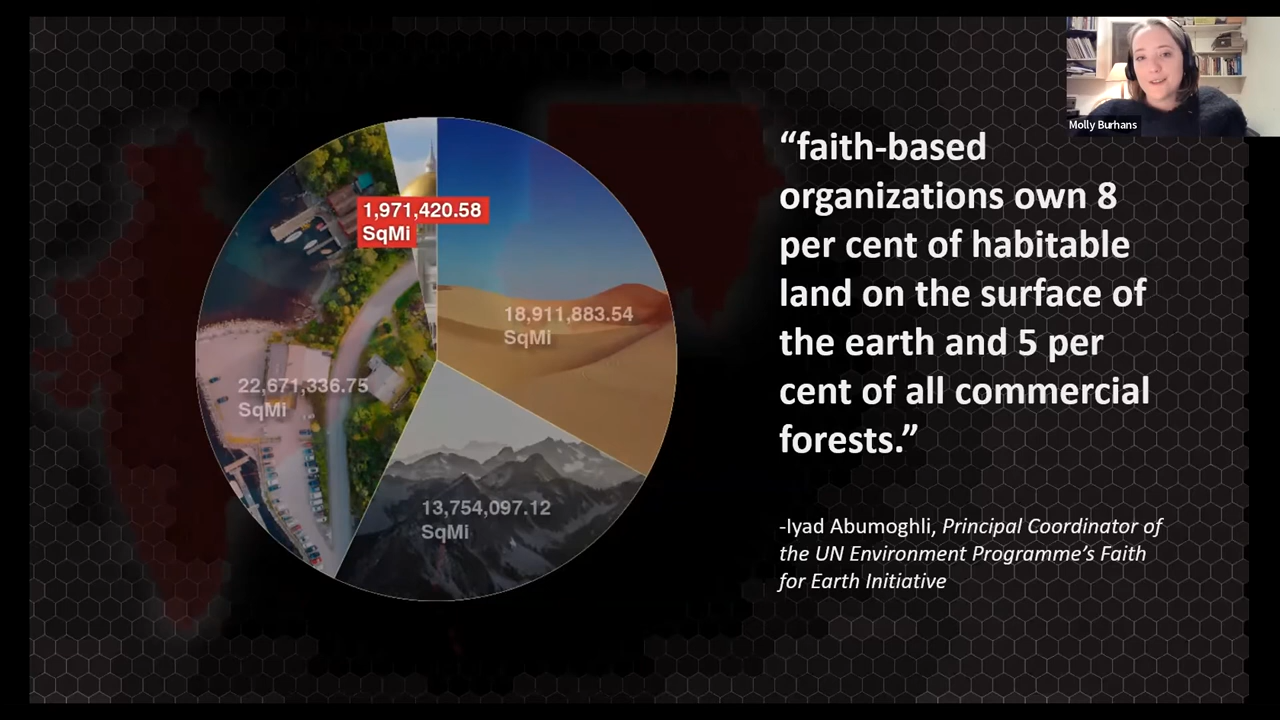 Molly Burhans
1,971,420.58
SqMi
18,911,883.54
SqMi
22,671,336.75
SqMi
13,754,097.12
SqMi
“faith-based
organizations own 8
per cent of habitable
land on the surface of
the earth and 5 per
cent of all commercial
forests.”
-Iyad Abumoghli, Principal Coordinator of
the UN Environment Programme’s Faith
for Earth Initiative